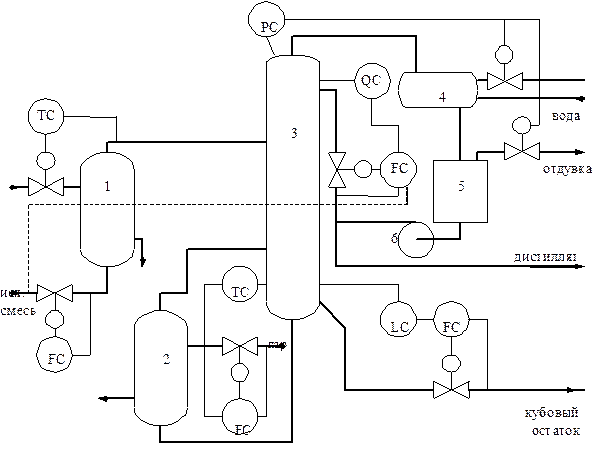 PC
QC
TC
4
вода
3
1
FC
5
отдувка
б
дистиллят
исх.
смесь
TC
LC
FC
2
пар
FC
FC
кубовый
остаток